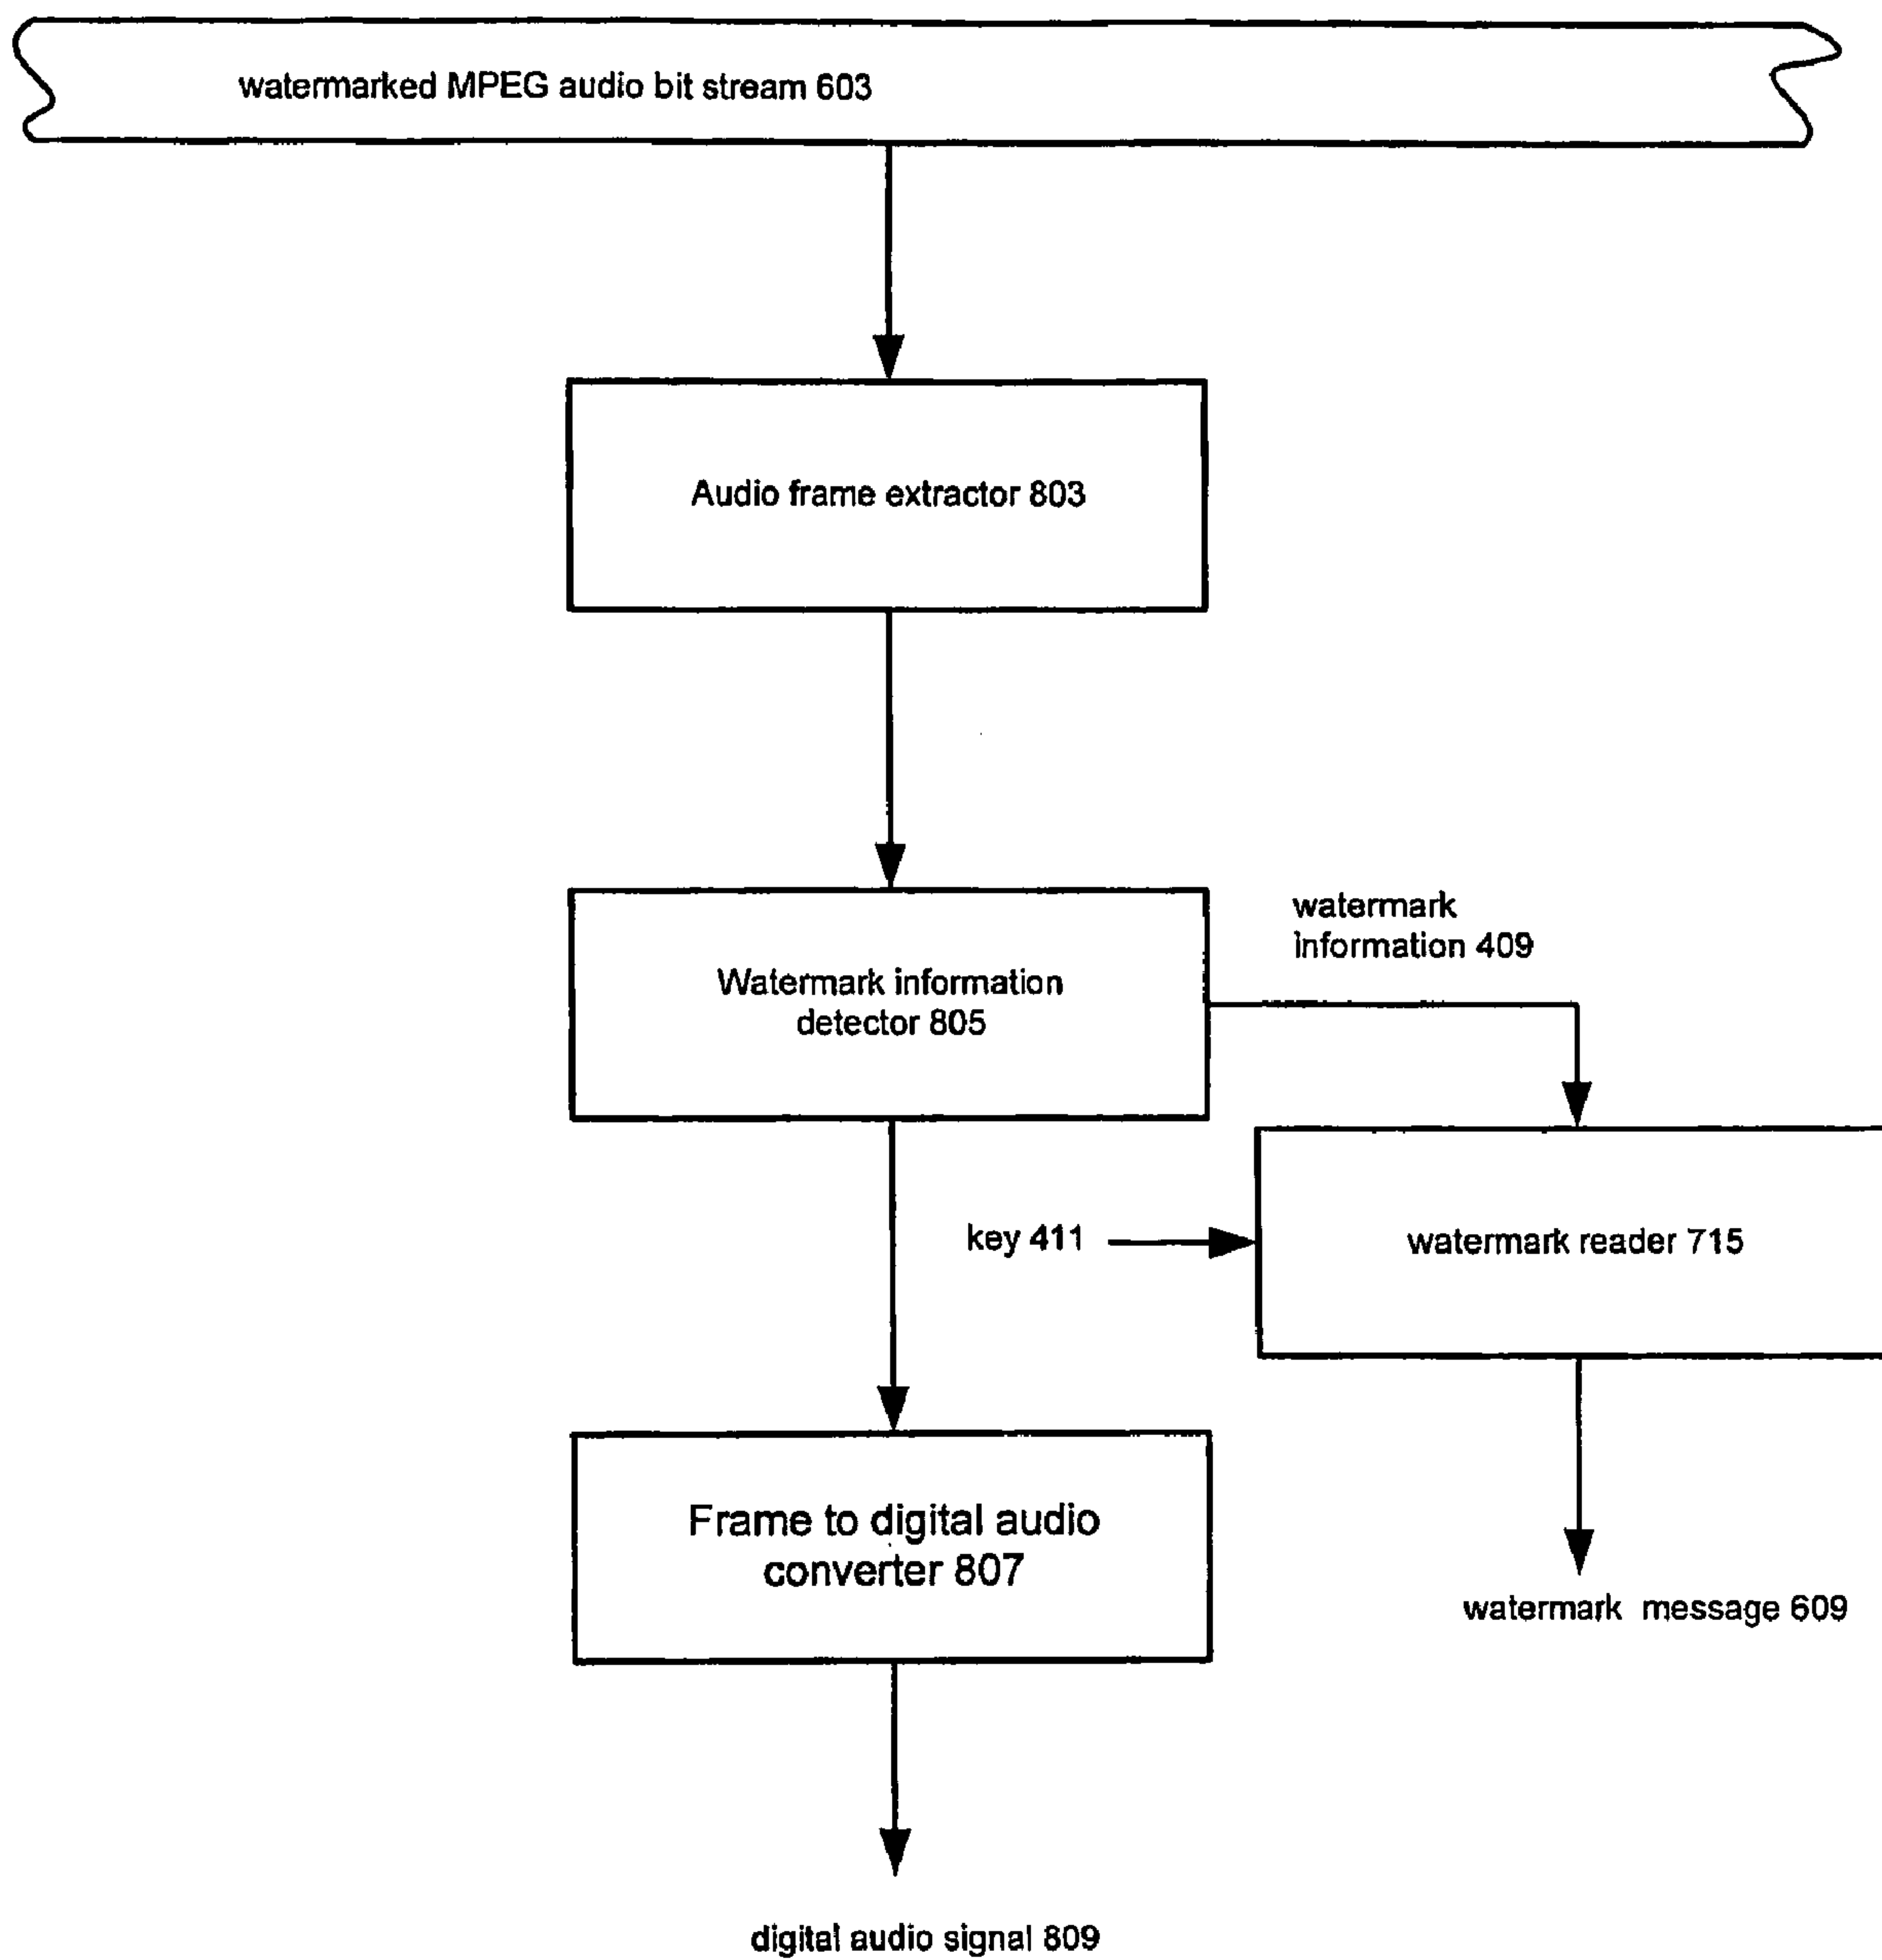 watermarked MPEG audio bit stream 603
Audio frame extractor 803
watermark
information 409
Watermark information
detector 805
key 411
watermark reader 715
Frame to digital audio
converter 807
watermark message 609
digital audio signal 809